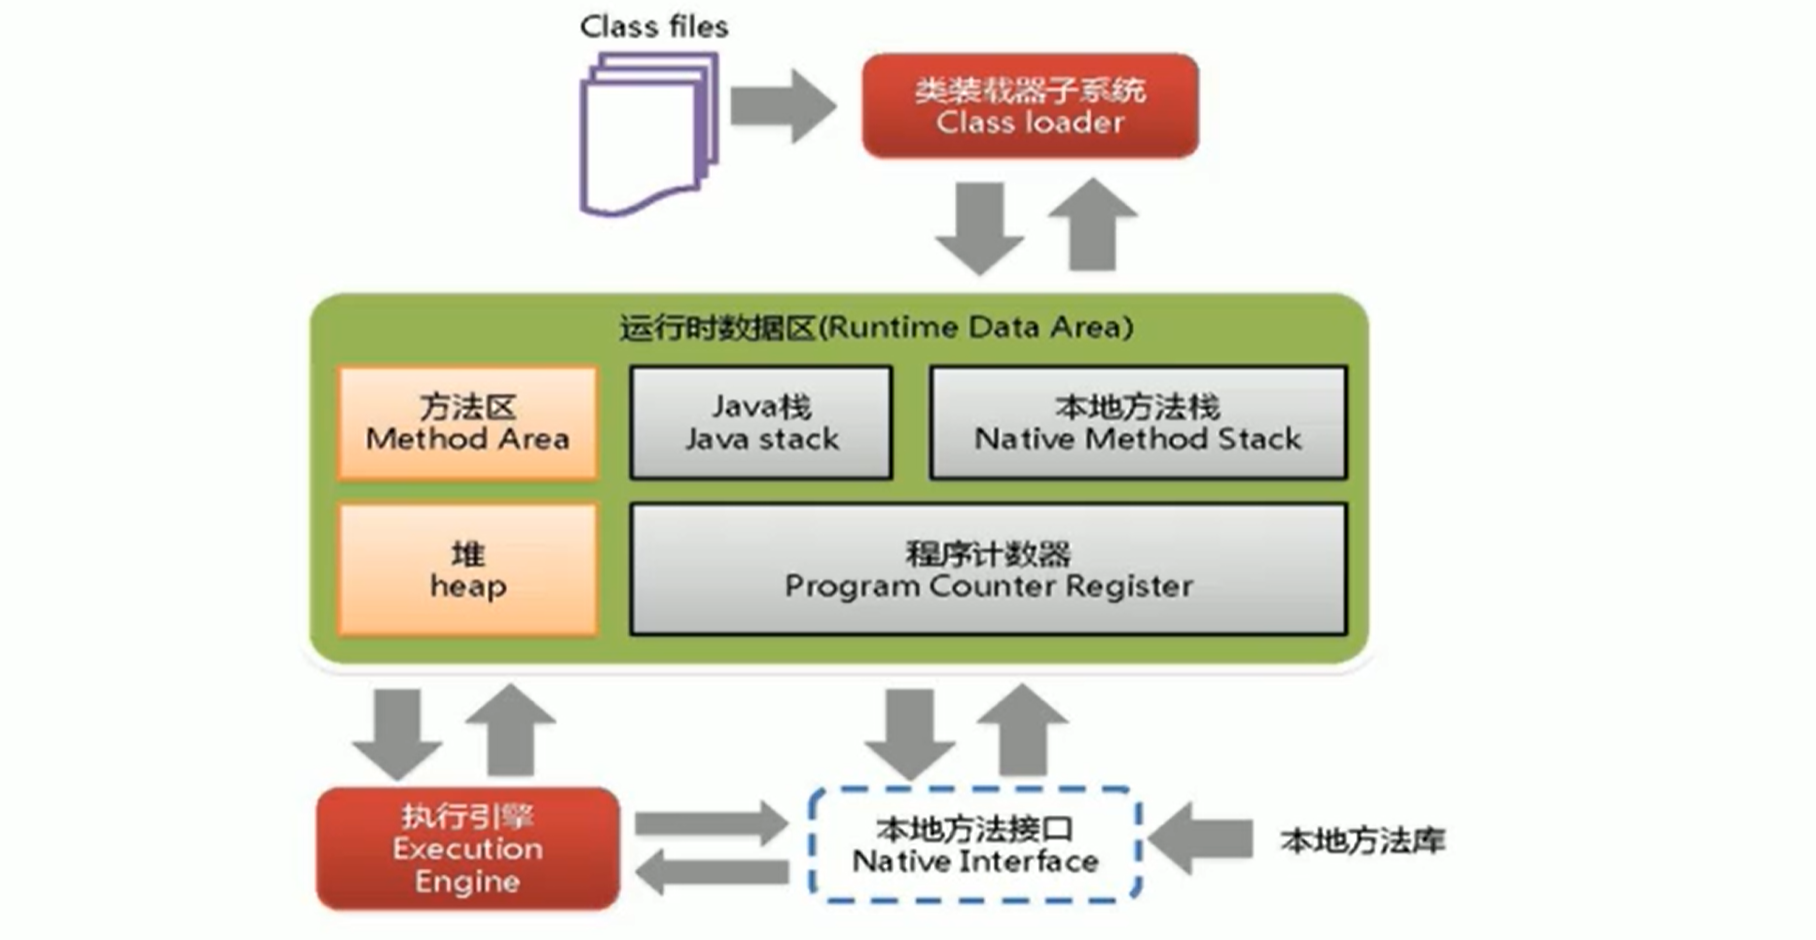 Class files
类装载器子系统
Class loader
运行时数据区(Runtime Data Area)
方法区
Method Area
Java栈
Java stack
本地方法栈
Native Method Stack
堆
heap
程序计数器
Program Counter Register
执行引擎
Execution
Engine
本地方法接口
Native Interface
本地方法库